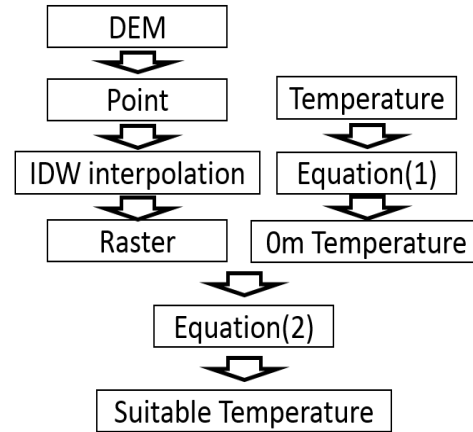 DEM
Point
Temperature
IDW interpolation
Equation(1)
Raster
0m Temperature
Equation(2)
Suitable Temperature